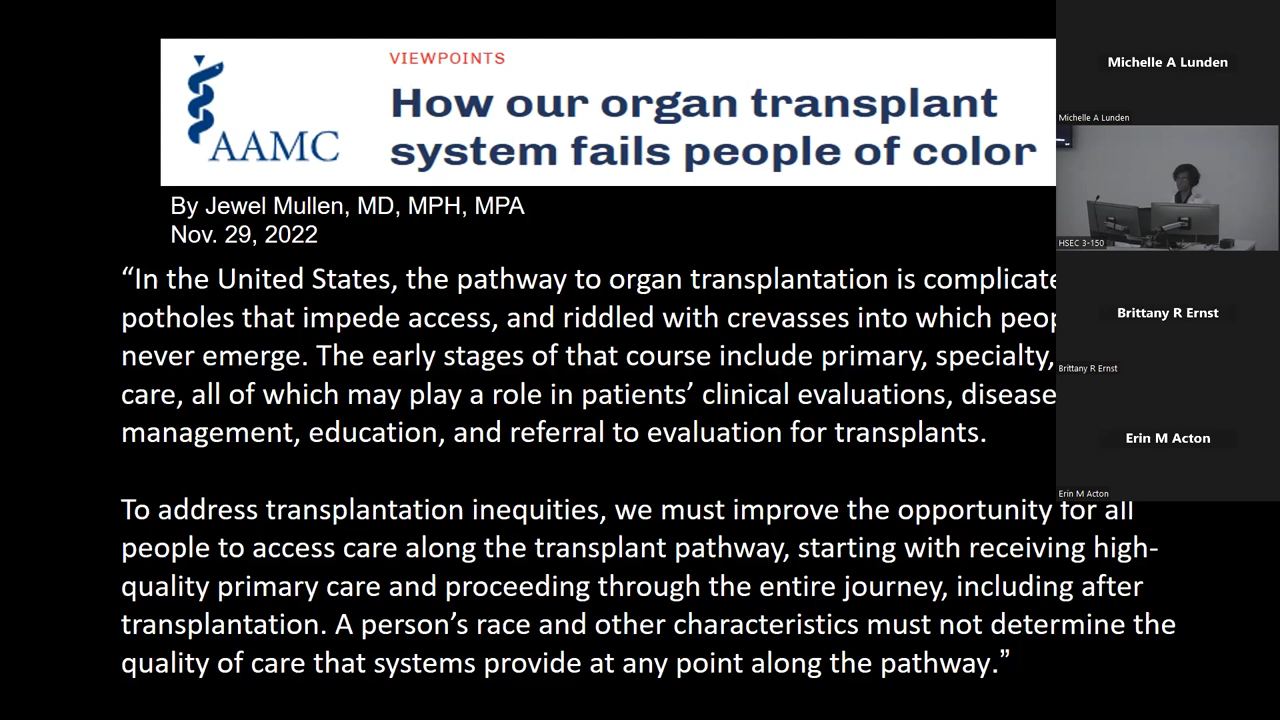 VIEWPOINTS
How our organ transplant
system fails people of color
AAMC
By Jewel Mullen, MD, MPH, MPA
Nov. 29, 2022
“In the United States, the pathway to organ transplantation is complicate
potholes that impede access, and riddled with crevasses into which peop
never emerge. The early stages of that course include primary, specialty,
care, all of which may play a role in patients’ clinical evaluations, disease
management, education, and referral to evaluation for transplants.
To address transplantation inequities, we must improve the opportunity for all
people to access care along the transplant pathway, starting with receiving high-
quality primary care and proceeding through the entire journey, including after
transplantation. A person’s race and other characteristics must not determine the
quality of care that systems provide at any point along the pathway.”
Michelle A Lunden
Michelle A Lunden
HSEC 3-150
Brittany R Ernst
Brittany R Ernst
Erin M Acton
Erin M Acton